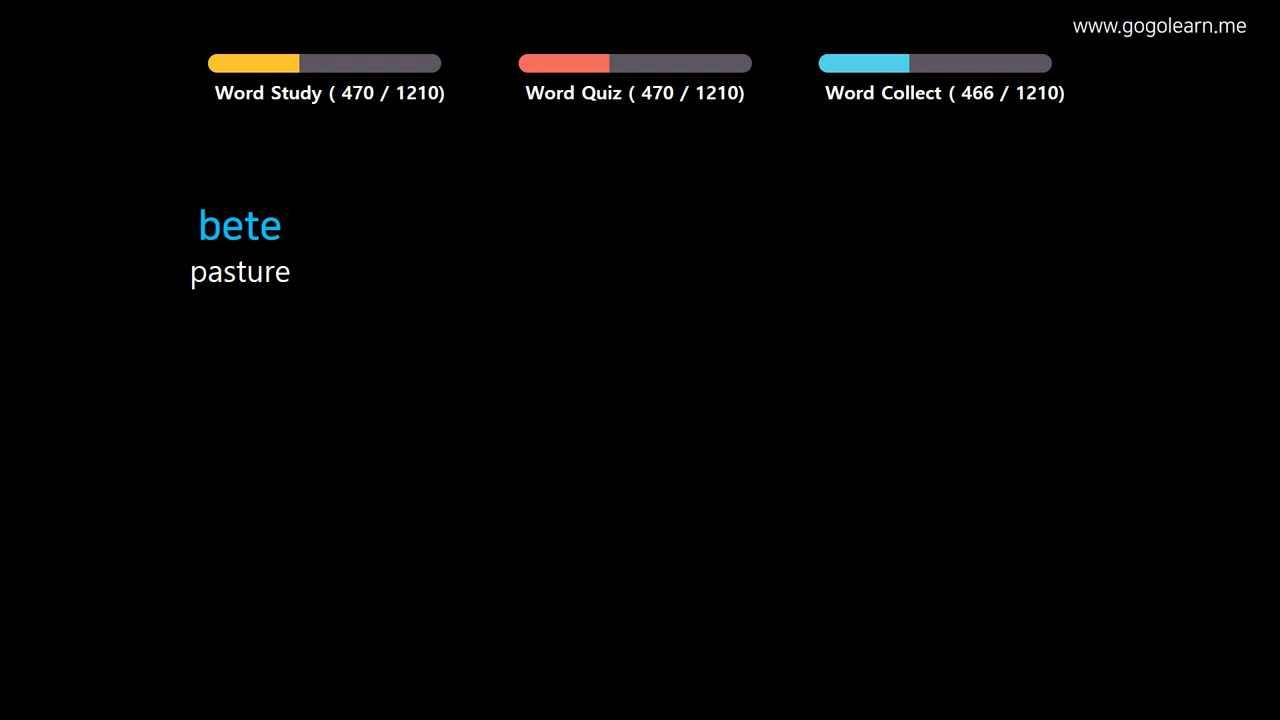 www.gogolearn.me
Word Study ( 470 / 1210)
Word Quiz ( 470 / 1210)
Word Collect ( 466 / 1210)
bete
pasture